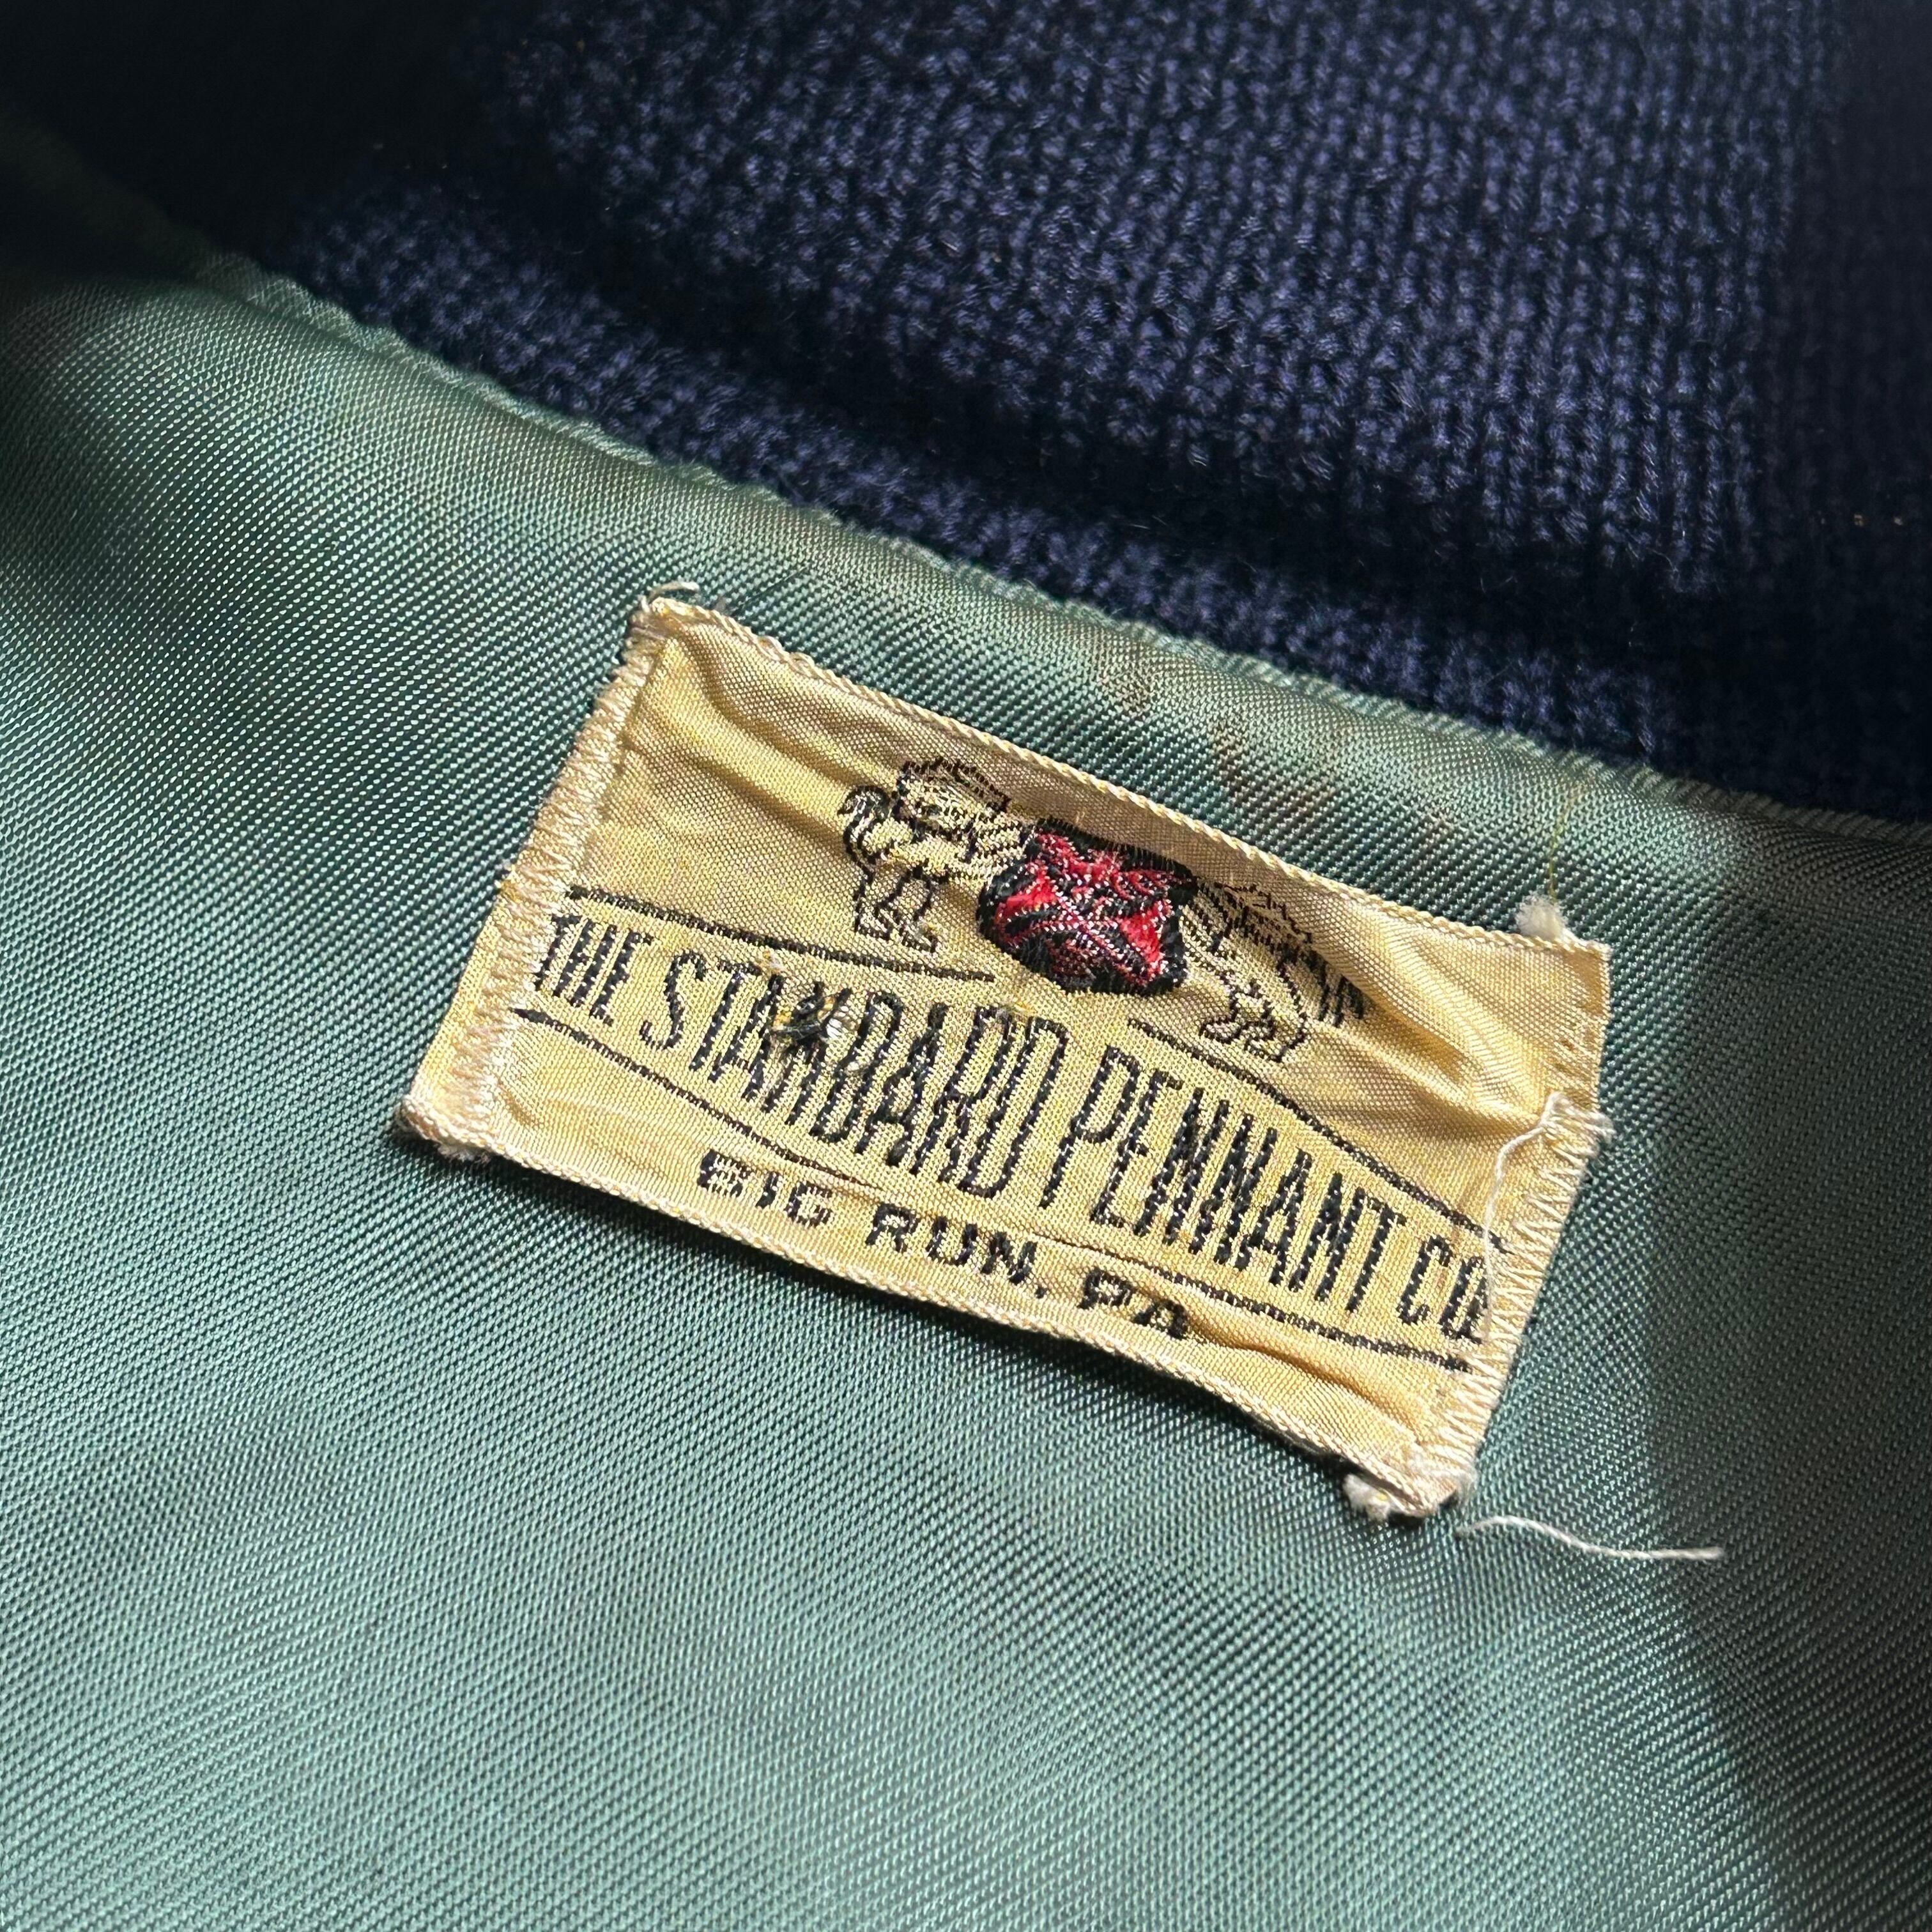 THE STANDARD PENNANT CO.
BIG RUN, PA.